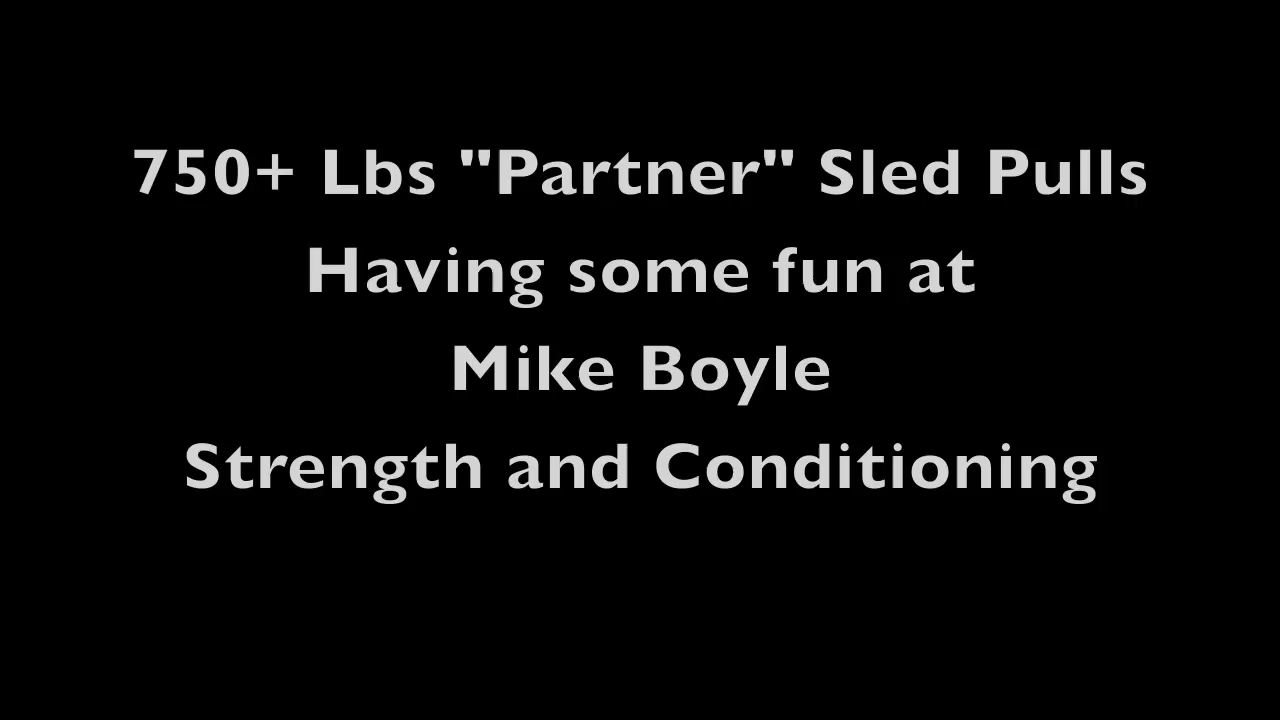 750+ Lbs "Partner" Sled Pulls
Having some fun at
Mike Boyle
Strength and Conditioning